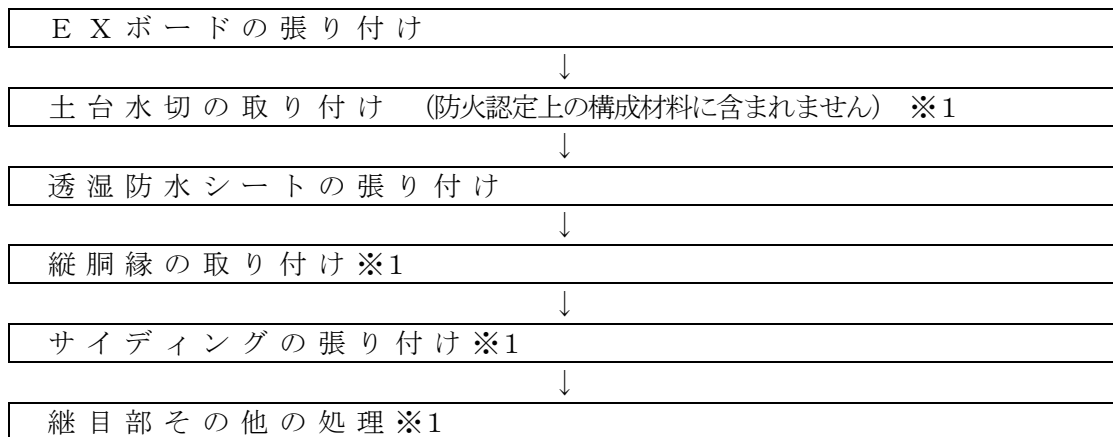 ＥＸボードの張り付け
↓
土台水切の取り付け （防火認定上の構成材料に含まれません） ※１
↓
透湿防水シートの張り付け
↓
縦胴縁の取り付け※１
↓
サイディングの張り付け※１
↓
継目部その他の処理※１